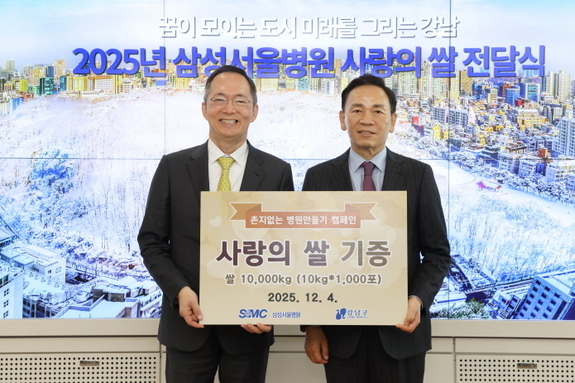 꿈이 모이는 도시 미래를 그리는 강남
2025년 삼성서울병원 사랑의 쌀 전달식
촌지없는 병원만들기 캠페인
사랑의 쌀 기증
쌀 10,000kg (10kg*1,000포)
2025. 12. 4.
SMC 삼성서울병원 강남구